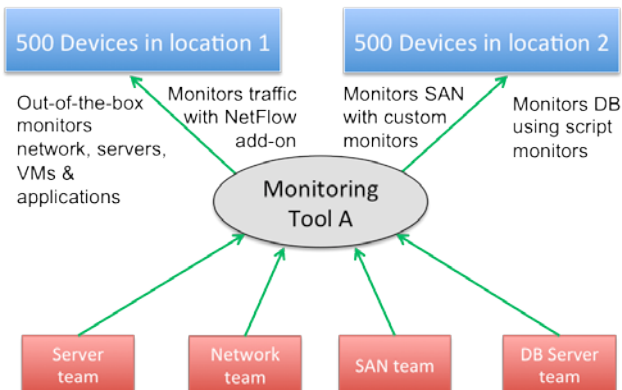 500 Devices in location 1
500 Devices in location 2
Out-of-the-box
monitors
network, servers,
VMs &
applications
Monitors traffic
with NetFlow
add-on
Monitors SAN
with custom
monitors
Monitors DB
using script
monitors
Monitoring
Tool A
Server
team
Network
team
SAN team
DB Server
team